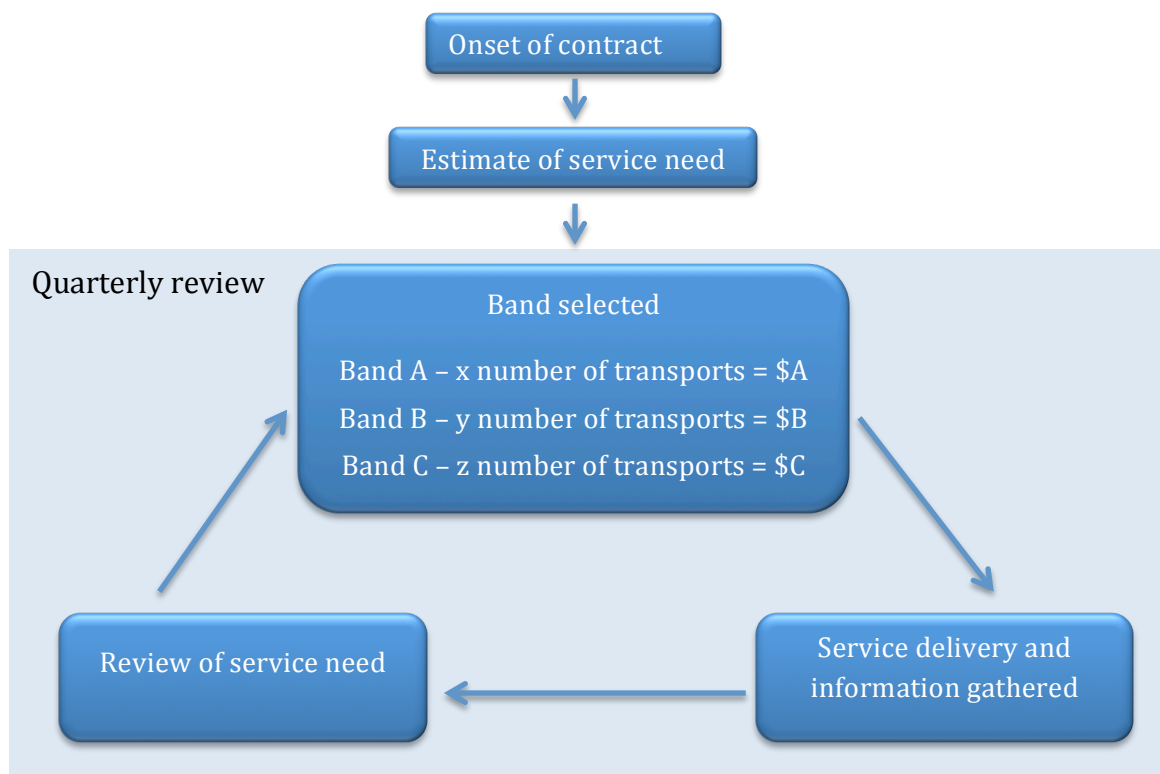 Onset of contract
Estimate of service need
Quarterly review
Band selected
Band A – x number of transports = $A
Band B – y number of transports = $B
Band C – z number of transports = $C
Review of service need
Service delivery and
information gathered